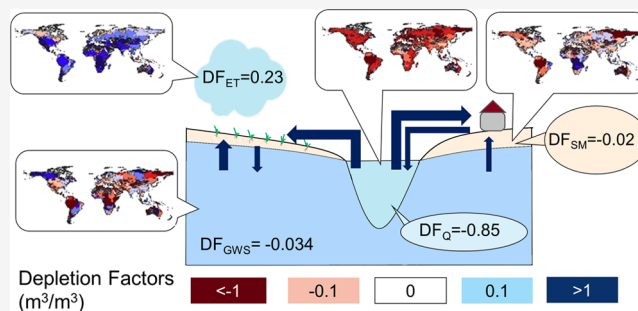 DF_ET=0.23
DF_SM=-0.02
DF_Q=-0.85
DF_GWS= -0.034
Depletion Factors
(m³/m³)
<-1 -0.1 0 0.1 >1